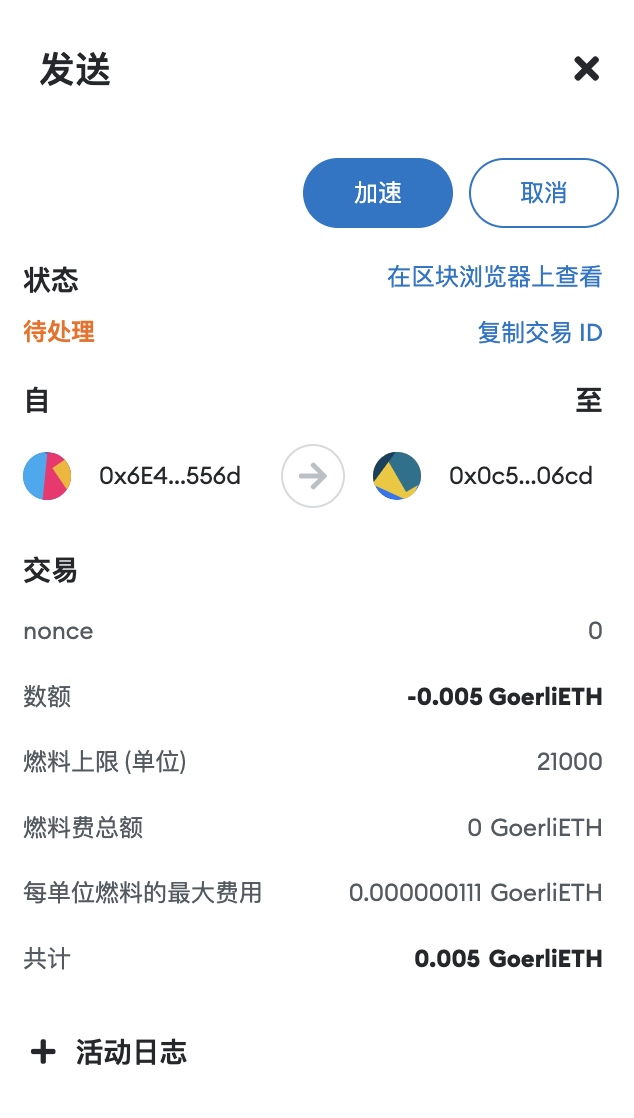 发送
加速 取消
状态 在区块浏览器上查看
待处理 复制交易 ID
自 至
0x6E4...556d 0x0c5...06cd
交易
nonce 0
数额 -0.005 GoerliETH
燃料上限 (单位) 21000
燃料费总额 0 GoerliETH
每单位燃料的最大费用 0.000000111 GoerliETH
共计 0.005 GoerliETH
活动日志